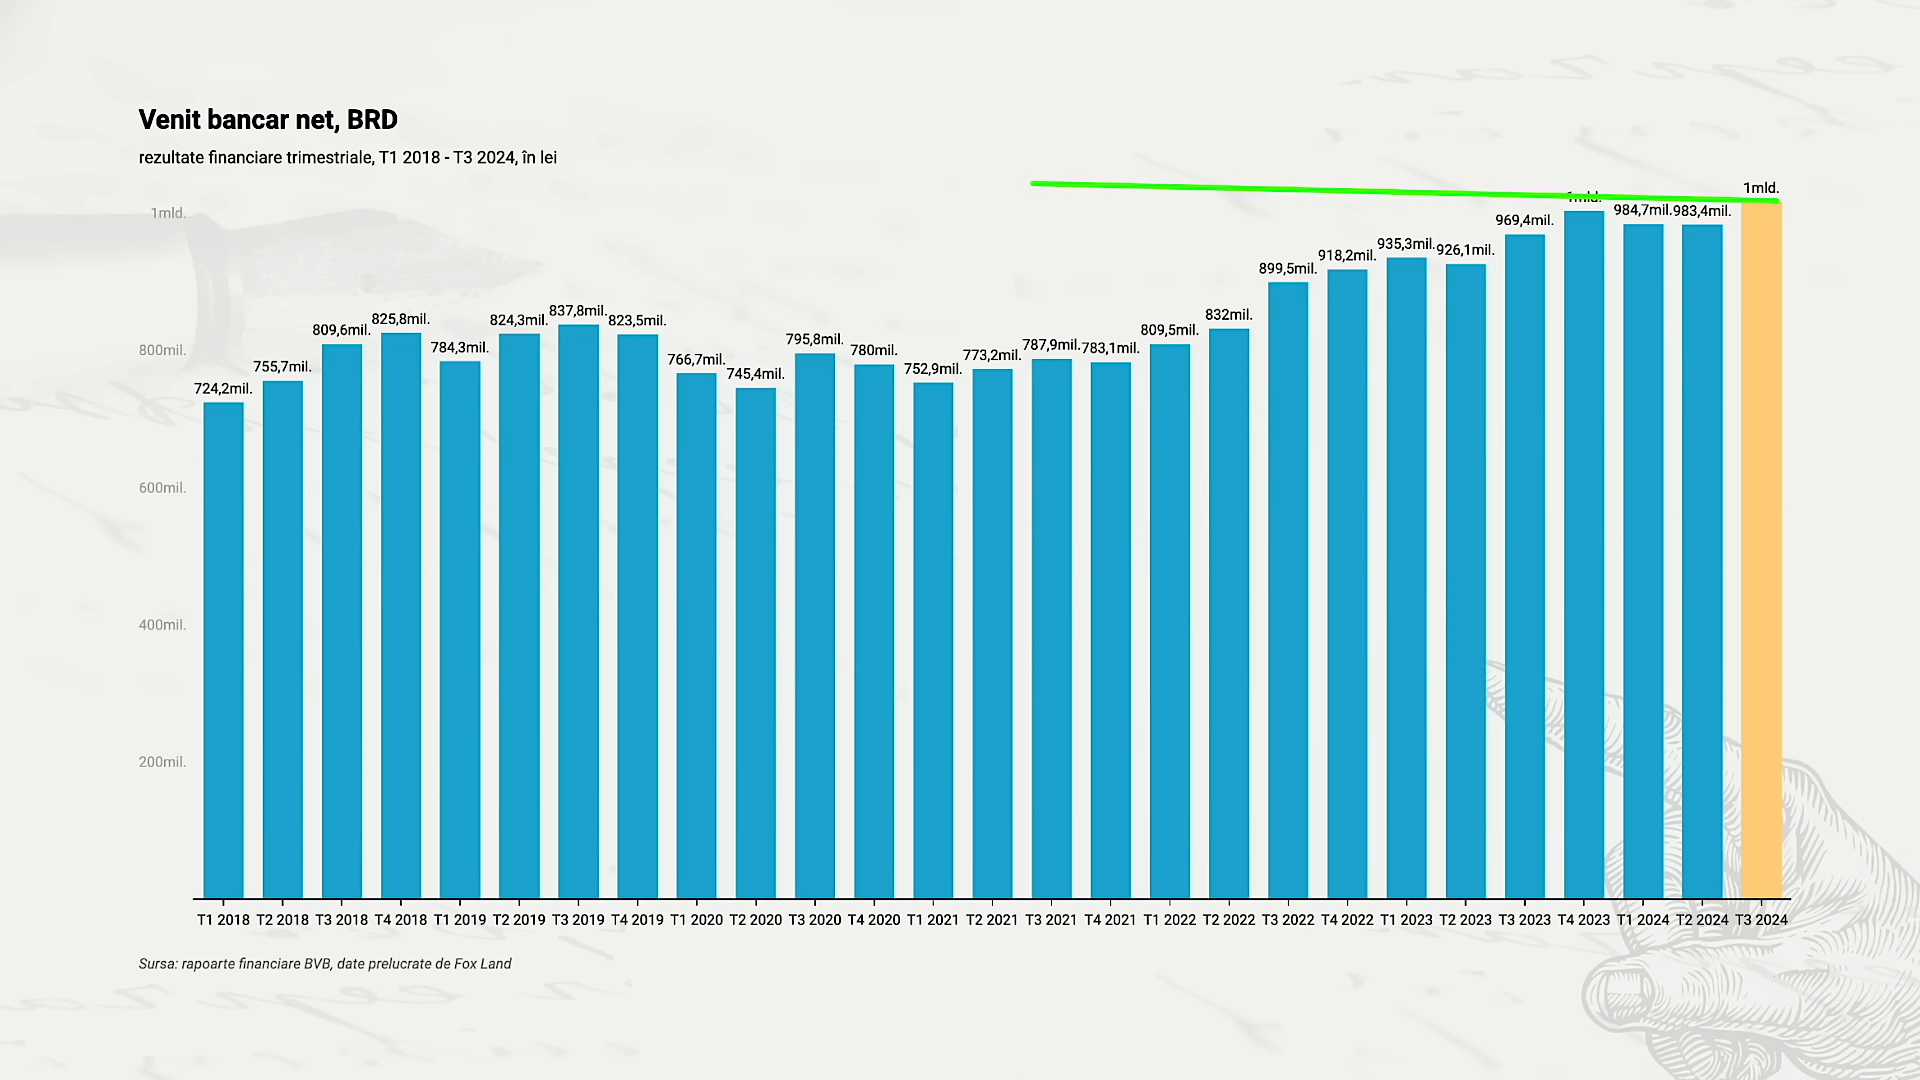 Venit bancar net, BRD
rezultate financiare trimestriale, T1 2018 - T3 2024, în lei
1mld.
800mil.
600mil.
400mil.
200mil.
724,2mil.
755,7mil.
809,6mil.
825,8mil.
784,3mil.
824,3mil.
837,8mil.
823,5mil.
766,7mil.
745,4mil.
795,8mil.
780mil.
752,9mil.
773,2mil.
787,9mil.
783,1mil.
809,5mil.
832mil.
899,5mil.
918,2mil.
935,3mil.
926,1mil.
969,4mil.
1mld.
984,7mil.
983,4mil.
1mld.
T1 2018 T2 2018 T3 2018 T4 2018 T1 2019 T2 2019 T3 2019 T4 2019 T1 2020 T2 2020 T3 2020 T4 2020 T1 2021 T2 2021 T3 2021 T4 2021 T1 2022 T2 2022 T3 2022 T4 2022 T1 2023 T2 2023 T3 2023 T4 2023 T1 2024 T2 2024 T3 2024
Sursa: rapoarte financiare BVB, date prelucrate de Fox Land